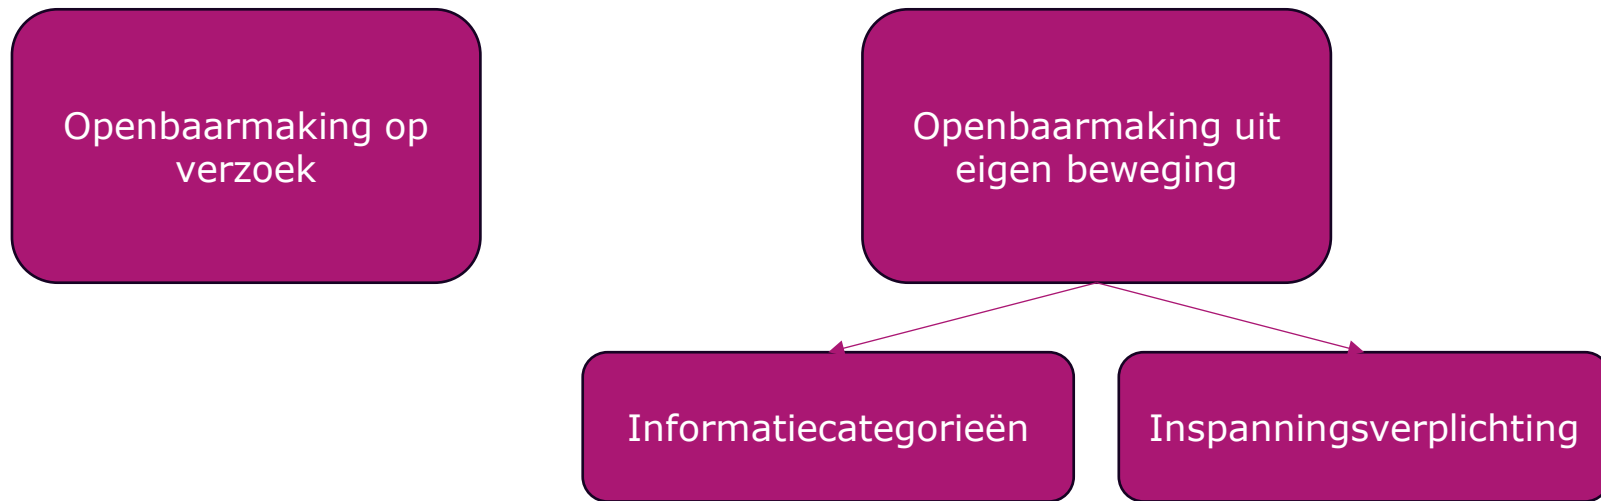 Openbaarmaking op
verzoek
Openbaarmaking uit
eigen beweging
Informatiecategorieën
Inspanningsverplichting